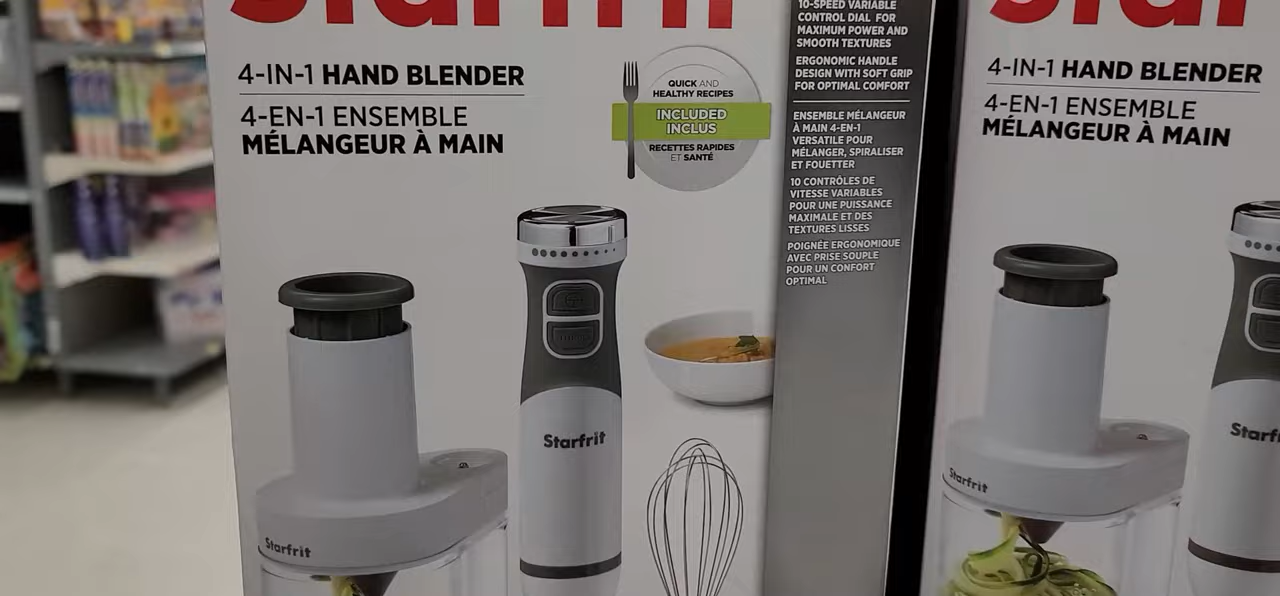 Starfrit
4-IN-1 HAND BLENDER
4-EN-1 ENSEMBLE
MÉLANGEUR À MAIN
QUICK AND
HEALTHY RECIPES
INCLUDED
INCLUS
RECETTES RAPIDES
ET SANTÉ
Starfrit
Starfrit
10-SPEED VARIABLE
CONTROL DIAL FOR
MAXIMUM POWER AND
SMOOTH TEXTURES
ERGONOMIC HANDLE
DESIGN WITH SOFT GRIP
FOR OPTIMAL COMFORT
ENSEMBLE MÉLANGEUR
À MAIN 4-EN-1
VERSATILE POUR
MÉLANGER, SPIRALISER
ET FOUETTER
10 CONTRÔLES DE
VITESSE VARIABLES
POUR UNE PUISSANCE
MAXIMALE ET DES
TEXTURES LISSES
POIGNÉE ERGONOMIQUE
AVEC PRISE SOUPLE
POUR UN CONFORT
OPTIMAL
Star
4-IN-1 HAND BLENDER
4-EN-1 ENSEMBLE
MÉLANGEUR À MAIN
Starf
Starfrit